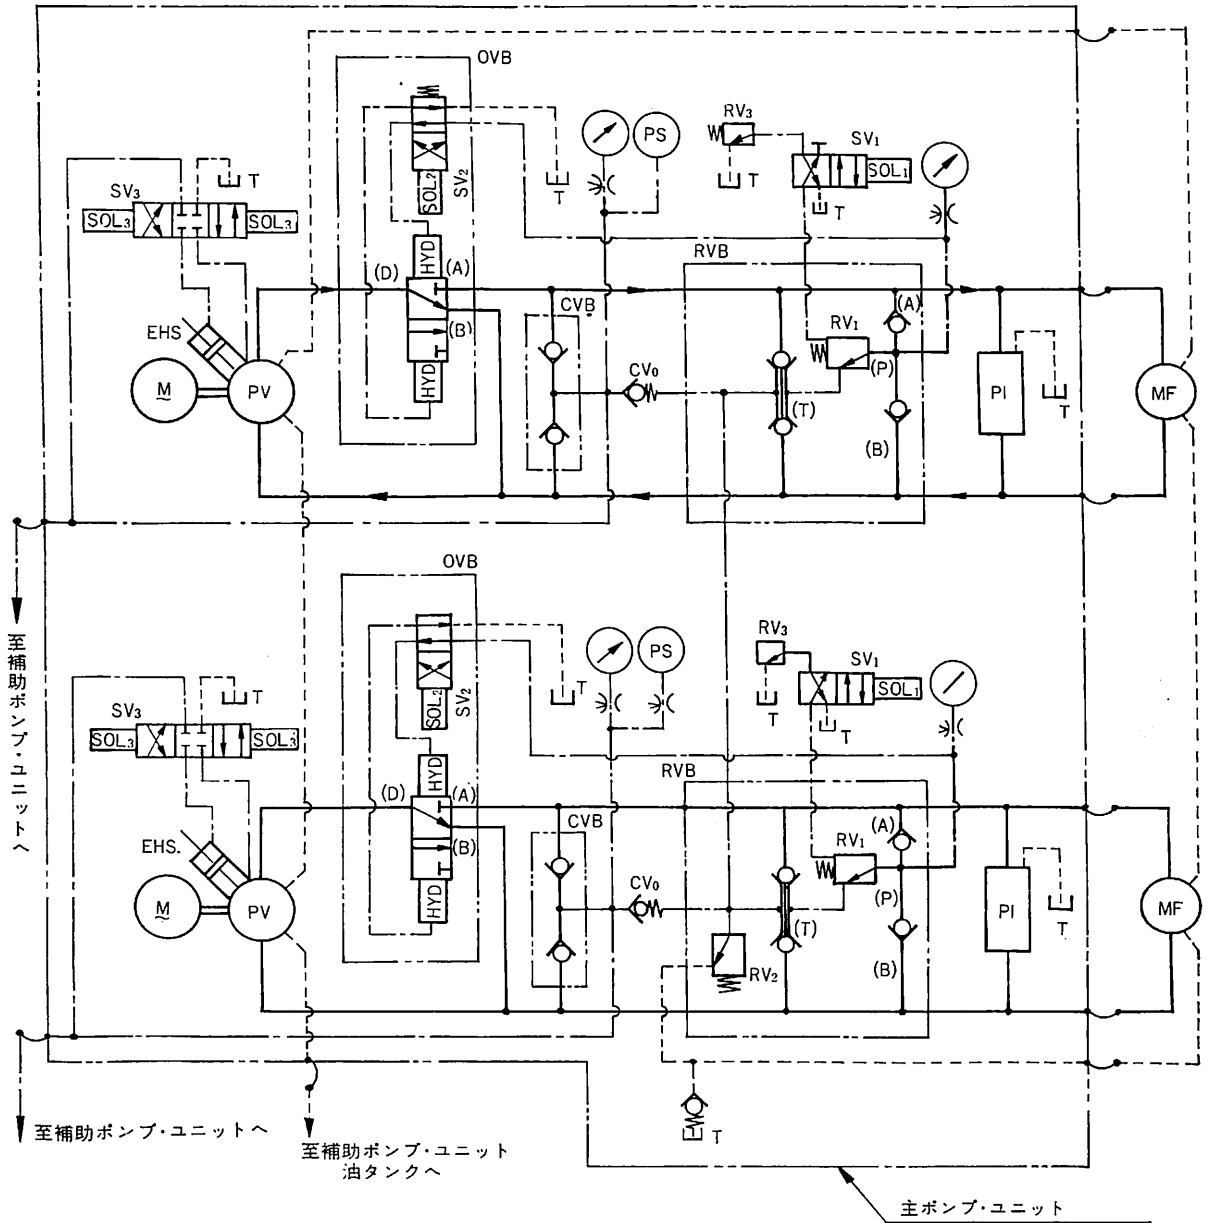 OVB
PS
RV₃
SV₁
SOL₁
T
T
T
T
SV₃
SOL₃
SOL₃
SOL₂
SV₂
HYD
(D)
(A)
(B)
HYD
RVB
CVB
(A)
RV₁
(P)
CV₀
(T)
(B)
EHS
M
PV
PI
T
MF
至補助ポンプ・ユニットへ
OVB
PS
RV₃
SV₁
SOL₁
T
T
T
T
SV₃
SOL₃
SOL₃
SOL₂
SV₂
HYD
(D)
(A)
(B)
HYD
RVB
CVB
(A)
RV₁
(P)
CV₀
(T)
(B)
EHS.
M
PV
PI
T
MF
RV₂
T
至補助ポンプ・ユニットへ
至補助ポンプ・ユニット
油タンクへ
主ポンプ・ユニット